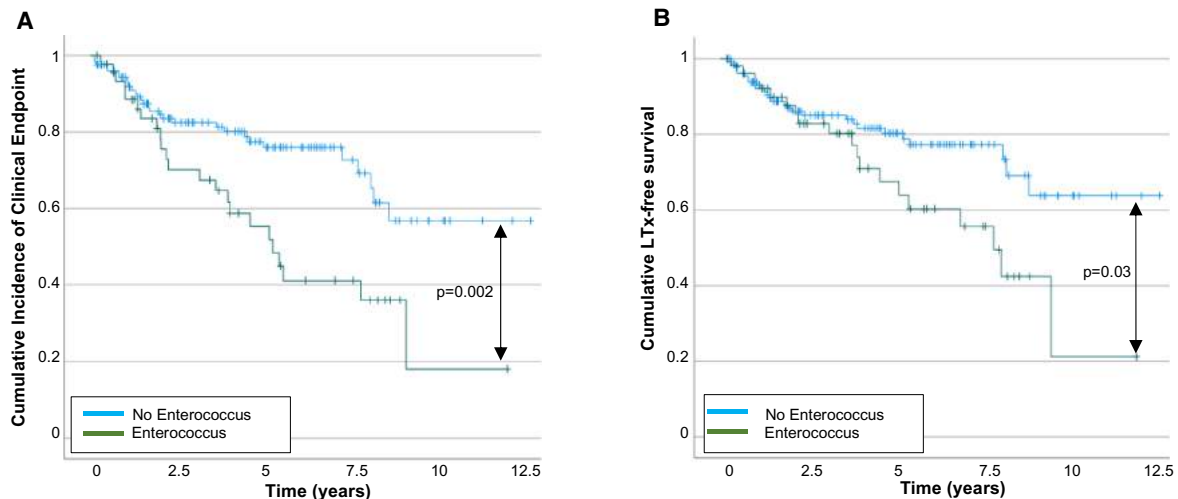 A
Cumulative Incidence of Clinical Endpoint
1
0.8
0.6
0.4
0.2
0
p=0.002
No Enterococcus
Enterococcus
0 2.5 5 7.5 10 12.5
Time (years)
B
Cumulative LTx-free survival
1
0.8
0.6
0.4
0.2
0
p=0.03
No Enterococcus
Enterococcus
0 2.5 5 7.5 10 12.5
Time (years)